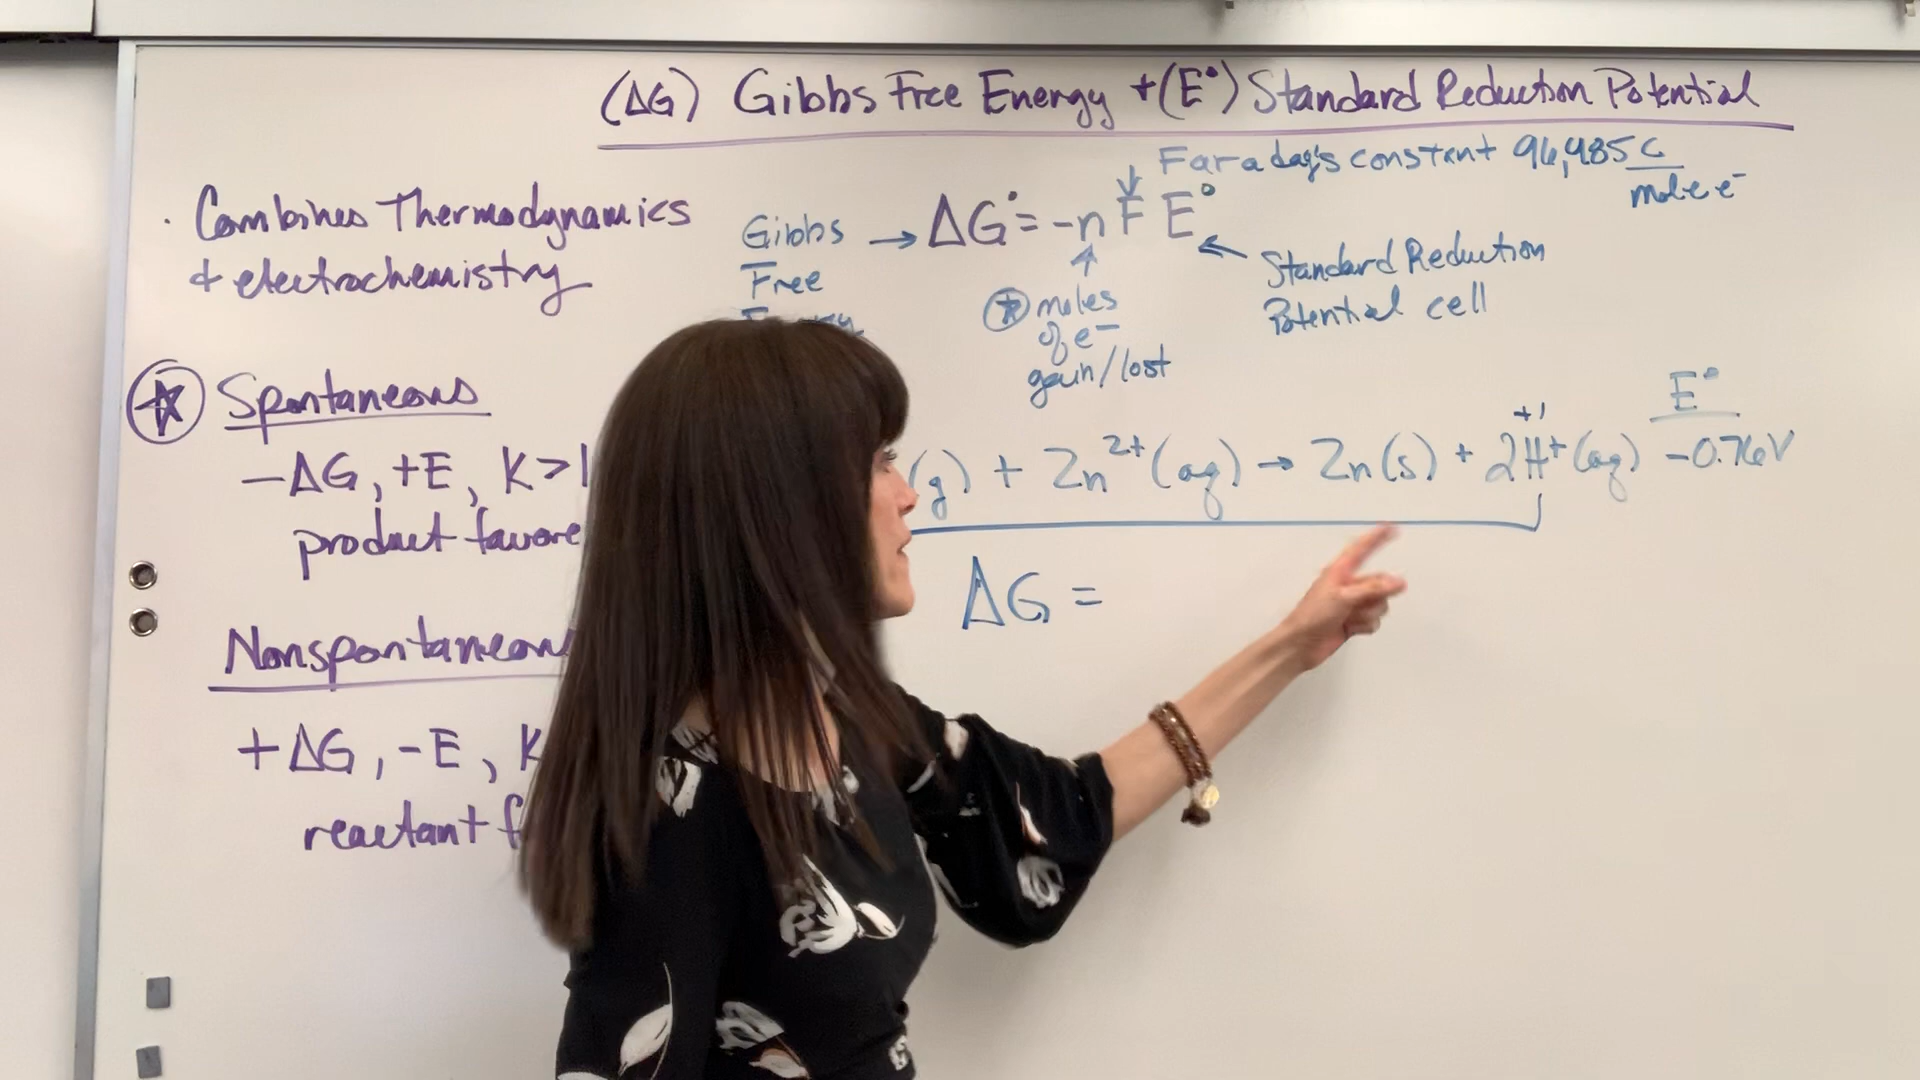 (ΔG) Gibbs Free Energy + (E°) Standard Reduction Potential
Faraday's constant 96,485 C
mole e⁻
· Combines Thermodynamics
& electrochemistry
Gibbs → ΔG° = -n F E°
Free
Standard Reduction
Potential cell
moles
of e⁻
gain/lost
Spontaneous
-ΔG, +E, K>1
product favore
E°
+1
(g) + Zn²⁺(aq) → Zn(s) + 2H⁺(aq) -0.76V
ΔG =
Nonspontaneous
+ΔG, -E, K
reactant f